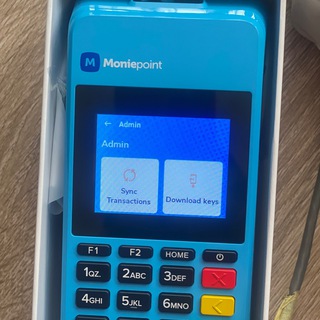 M Moniepoint
← Admin
Admin
Sync Transactions
Download keys
F1 F2 HOME
1QZ. 2ABC 3DEF
4GHI 5JKL 6MNO